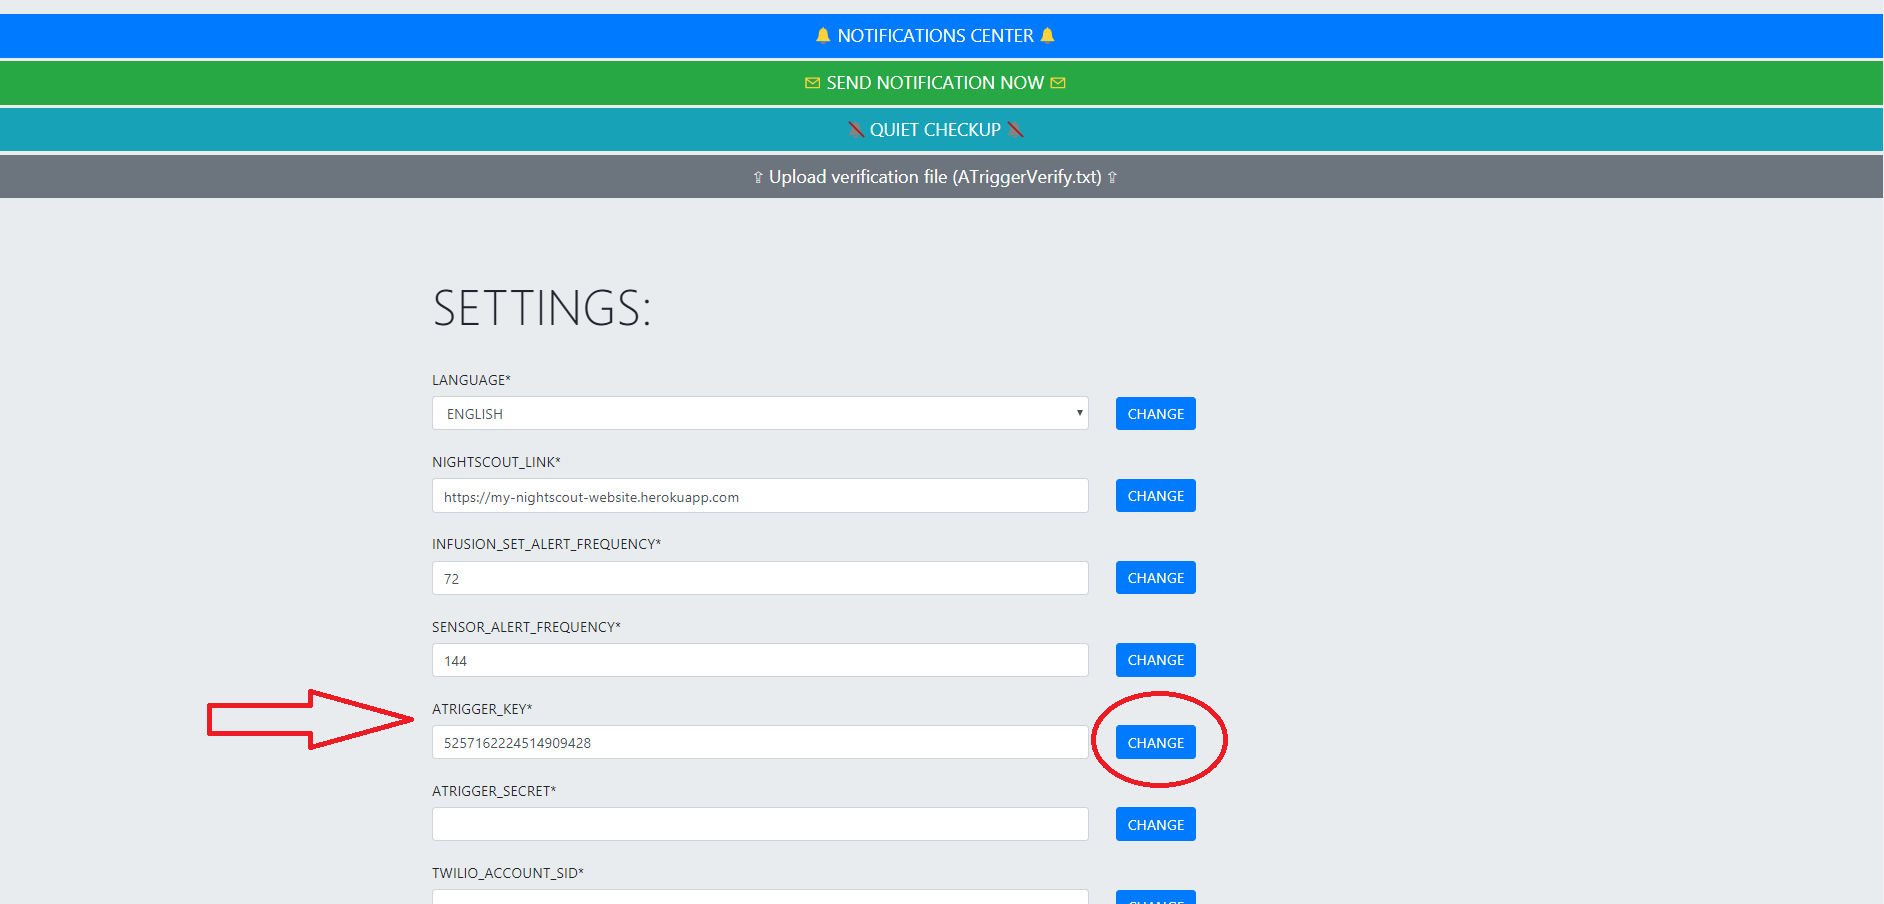 🔔 NOTIFICATIONS CENTER 🔔
✉ SEND NOTIFICATION NOW ✉
🔕 QUIET CHECKUP 🔕
⇪ Upload verification file (ATriggerVerify.txt) ⇪
SETTINGS:
LANGUAGE*
ENGLISH CHANGE
NIGHTSCOUT_LINK*
https://my-nightscout-website.herokuapp.com CHANGE
INFUSION_SET_ALERT_FREQUENCY*
72 CHANGE
SENSOR_ALERT_FREQUENCY*
144 CHANGE
ATRIGGER_KEY*
5257162224514909428 CHANGE
ATRIGGER_SECRET*
CHANGE
TWILIO_ACCOUNT_SID*
CHANGE